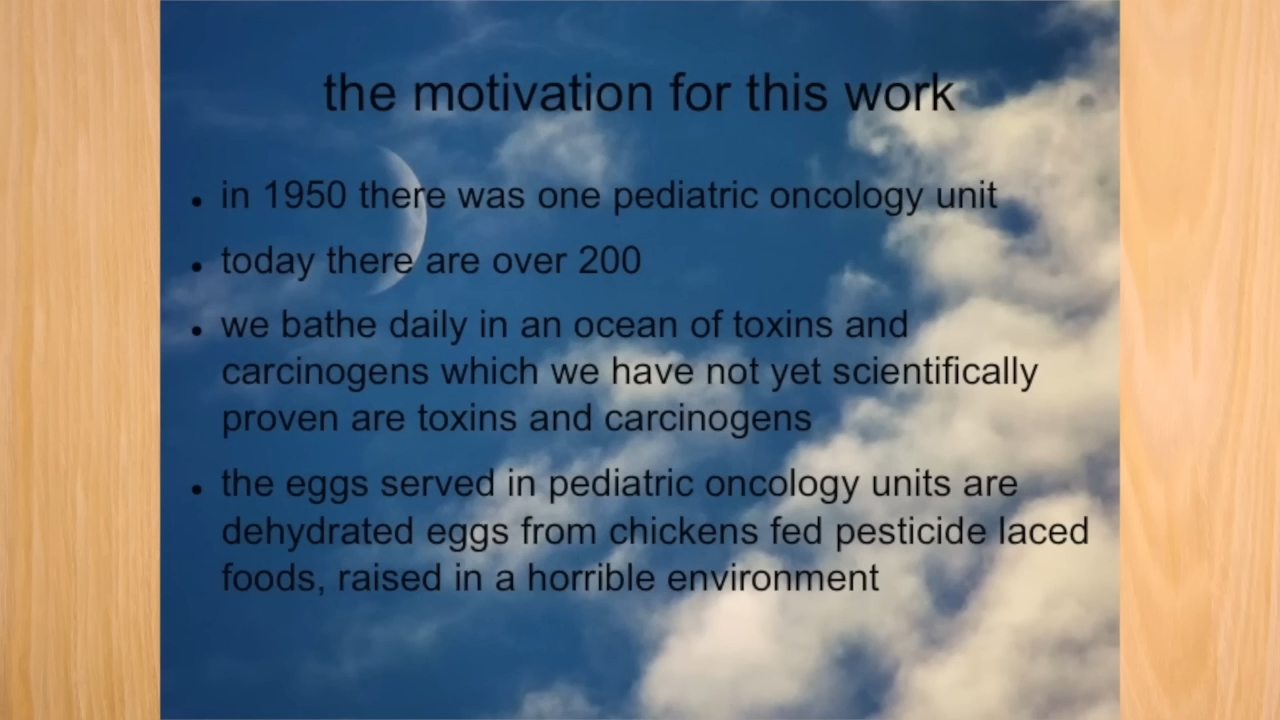 the motivation for this work
• in 1950 there was one pediatric oncology unit
• today there are over 200
• we bathe daily in an ocean of toxins and
carcinogens which we have not yet scientifically
proven are toxins and carcinogens
• the eggs served in pediatric oncology units are
dehydrated eggs from chickens fed pesticide laced
foods, raised in a horrible environment